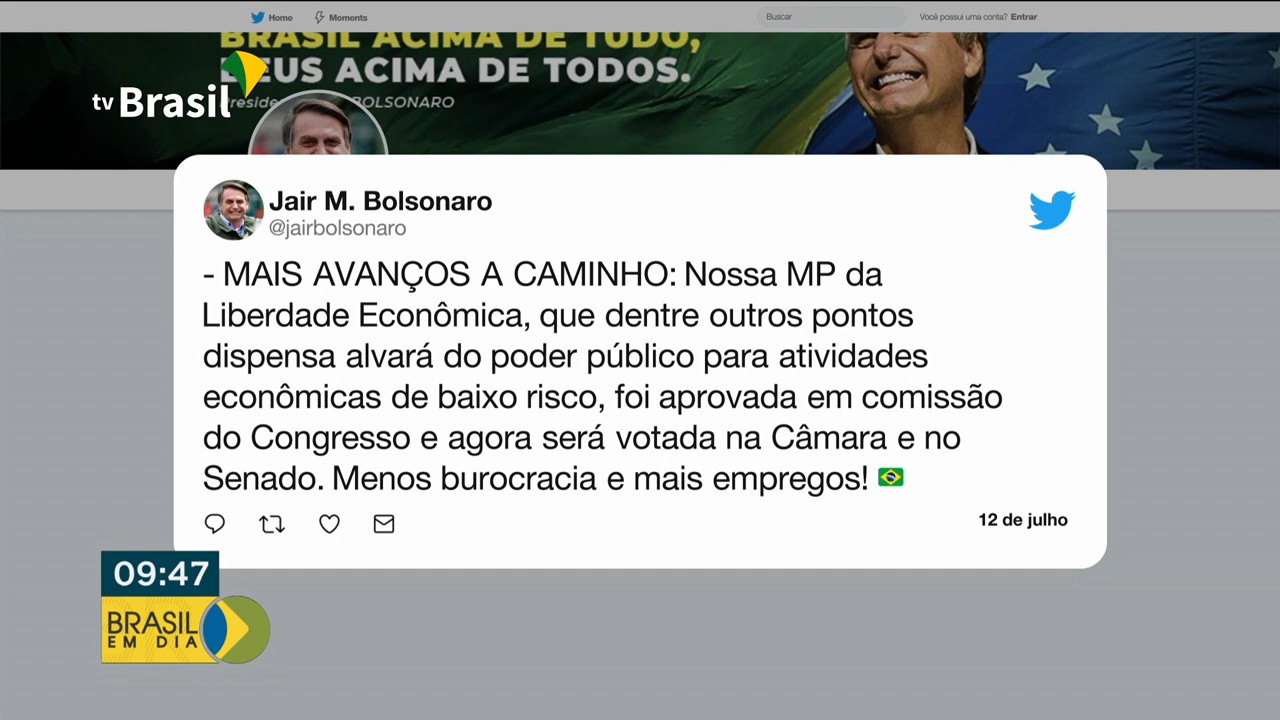 Home Moments Buscar Você possui uma conta? Entrar
BRASIL ACIMA DE TUDO,
DEUS ACIMA DE TODOS.
BOLSONARO
tv Brasil
Jair M. Bolsonaro
@jairbolsonaro
- MAIS AVANÇOS A CAMINHO: Nossa MP da
Liberdade Econômica, que dentre outros pontos
dispensa alvará do poder público para atividades
econômicas de baixo risco, foi aprovada em comissão
do Congresso e agora será votada na Câmara e no
Senado. Menos burocracia e mais empregos!
12 de julho
09:47
BRASIL
EM DIA